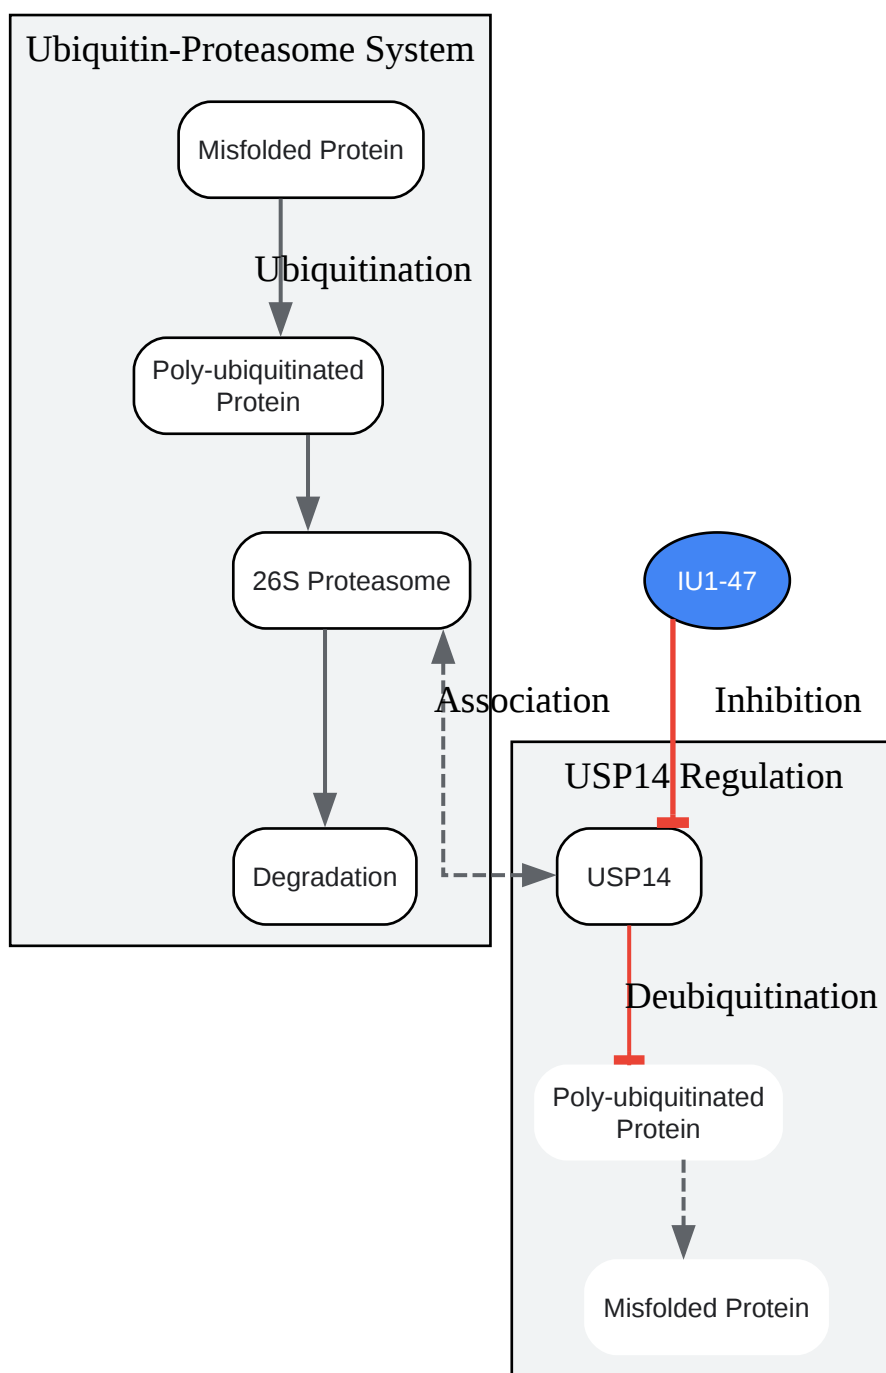 Ubiquitin-Proteasome System
Misfolded Protein
Ubiquitination
Poly-ubiquitinated
Protein
26S Proteasome
IU1-47
Association
Inhibition
USP14 Regulation
Degradation
USP14
Deubiquitination
Poly-ubiquitinated
Protein
Misfolded Protein